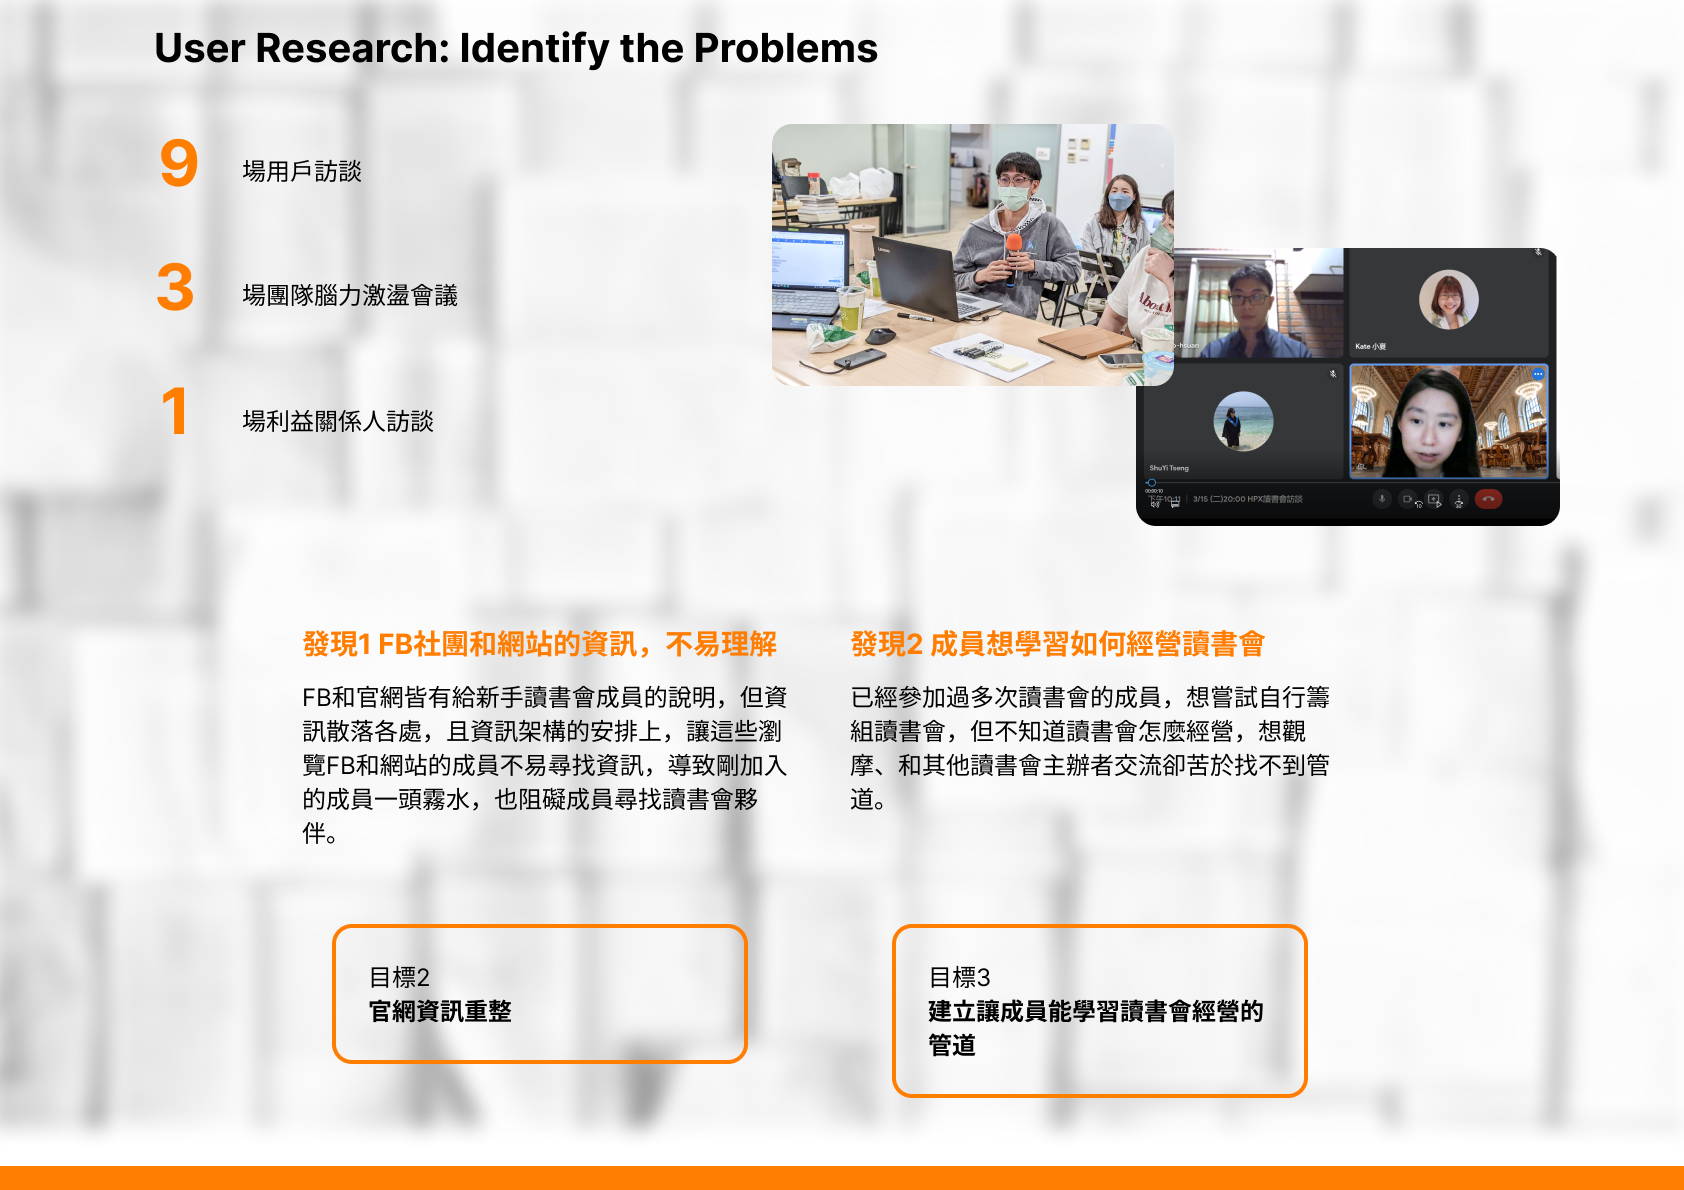 User Research: Identify the Problems
9 場用戶訪談
3 場團隊腦力激盪會議
1 場利益關係人訪談
Lenovo
About
o-hsuan
Kate 小夏
ShuYi Tseng
00:00:10
下午10:11 | 3/15 (二)20:00 HPX讀書會訪談
發現1 FB社團和網站的資訊，不易理解
FB和官網皆有給新手讀書會成員的說明，但資
訊散落各處，且資訊架構的安排上，讓這些瀏
覽FB和網站的成員不易尋找資訊，導致剛加入
的成員一頭霧水，也阻礙成員尋找讀書會夥
伴。
發現2 成員想學習如何經營讀書會
已經參加過多次讀書會的成員，想嘗試自行籌
組讀書會，但不知道讀書會怎麼經營，想觀
摩、和其他讀書會主辦者交流卻苦於找不到管
道。
目標2
官網資訊重整
目標3
建立讓成員能學習讀書會經營的
管道